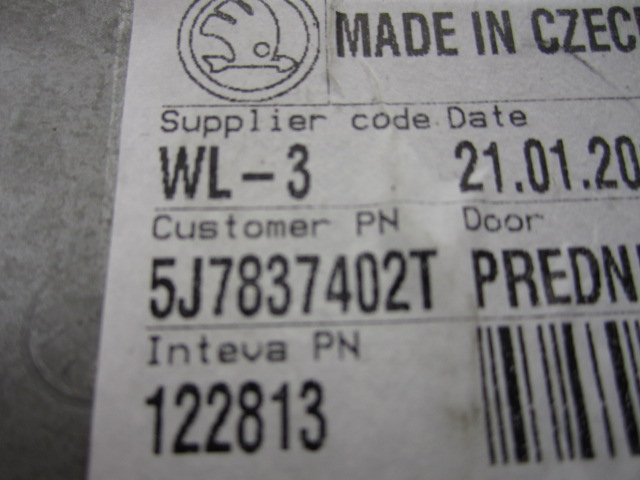 MADE IN CZEC
Supplier code Date
WL-3 21.01.20
Customer PN Door
5J7837402T PREDN
Inteva PN
122813